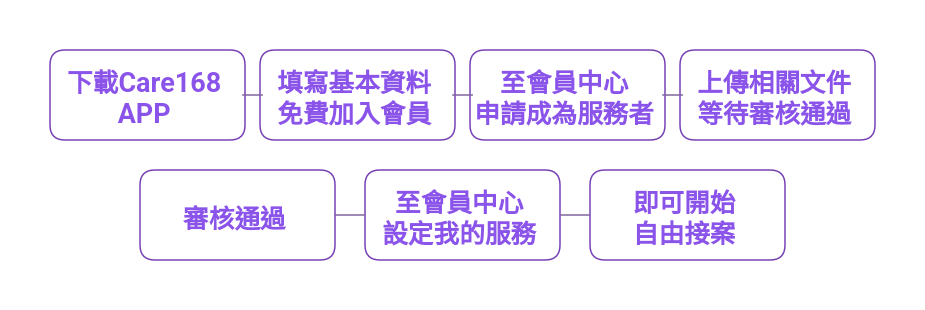 下載Care168
APP
填寫基本資料
免費加入會員
至會員中心
申請成為服務者
上傳相關文件
等待審核通過
審核通過
至會員中心
設定我的服務
即可開始
自由接案